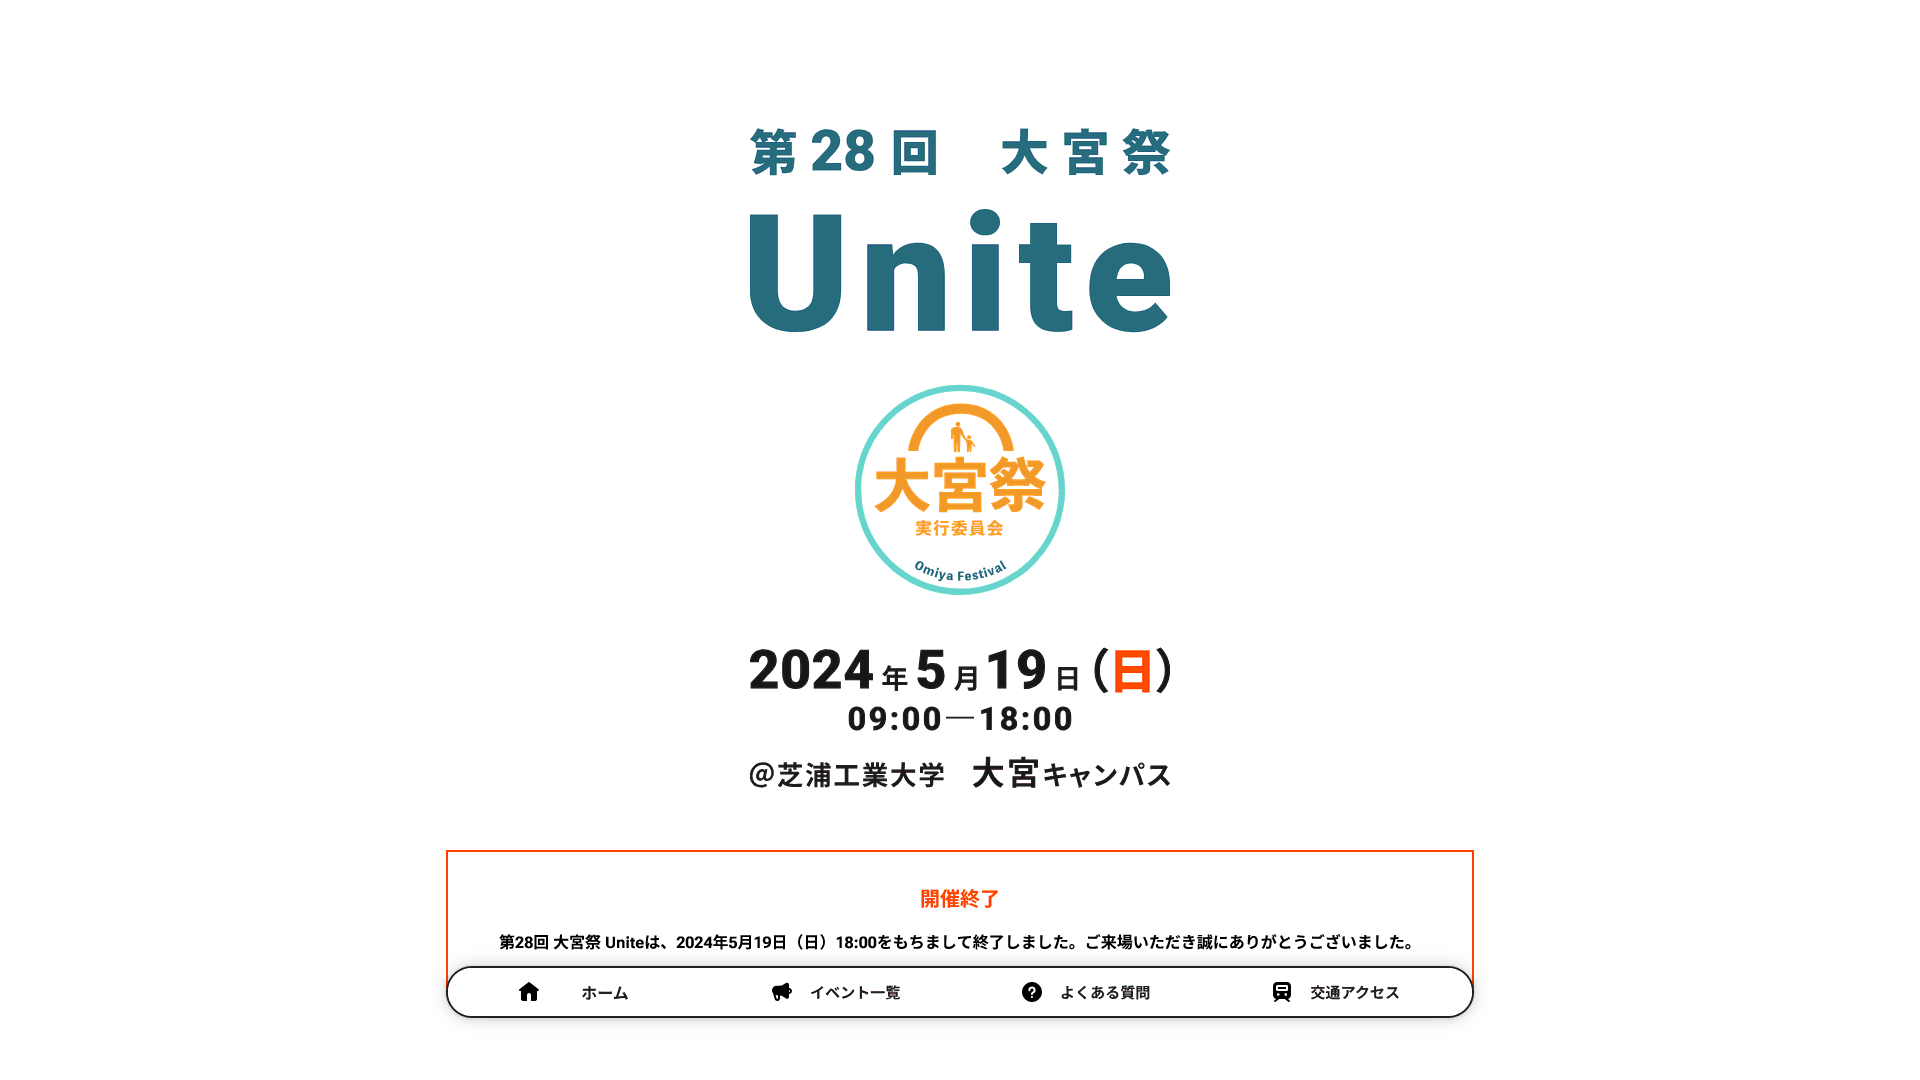 第28回　大宮祭
Unite
大宮祭
実行委員会
Omiya Festival
2024年5月19日(日)
09:00—18:00
@芝浦工業大学　大宮キャンパス
開催終了
第28回 大宮祭 Uniteは、2024年5月19日（日）18:00をもちまして終了しました。ご来場いただき誠にありがとうございました。
ホーム
イベント一覧
よくある質問
交通アクセス